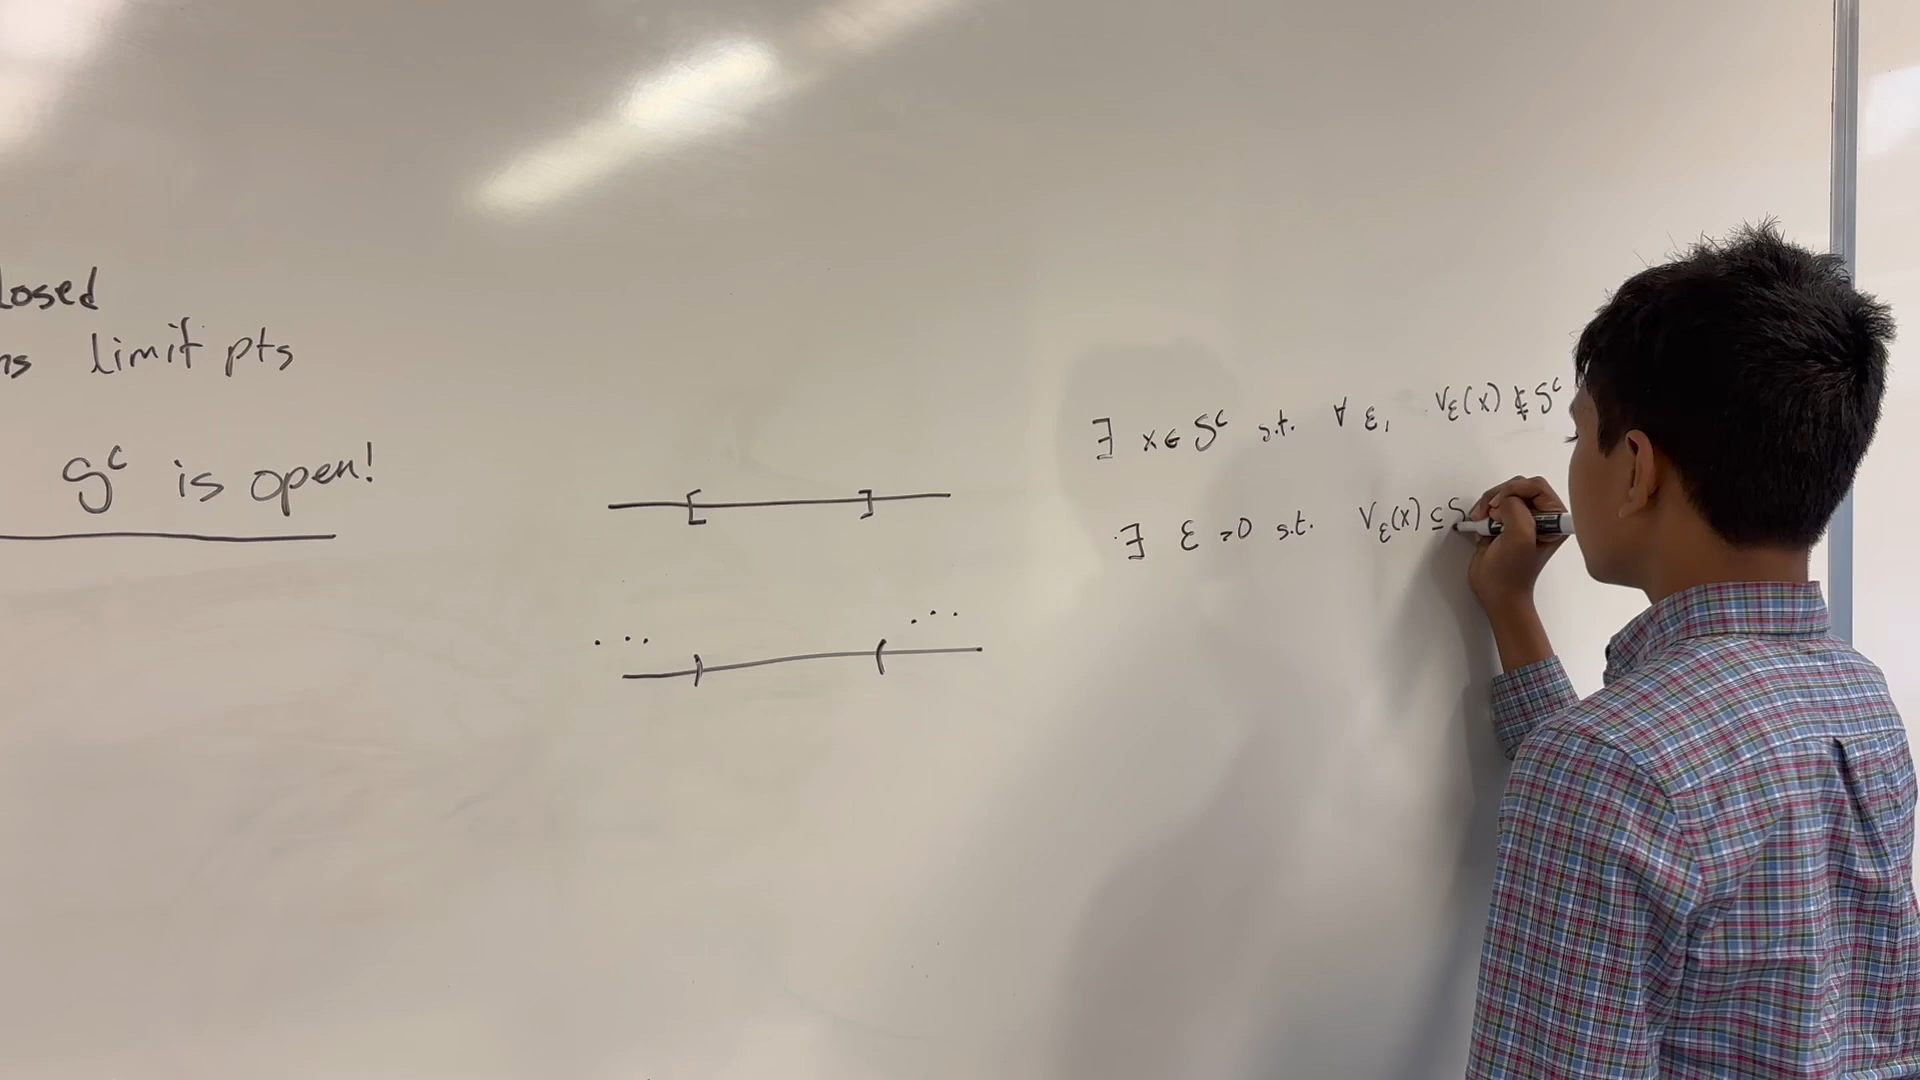 losed
ns limit pts
S^c is open!
∃ x ∈ S^c s.t. ∀ ε, V_ε(x) ⊈ S^c
∃ ε >0 s.t. V_ε(x) ⊆ S